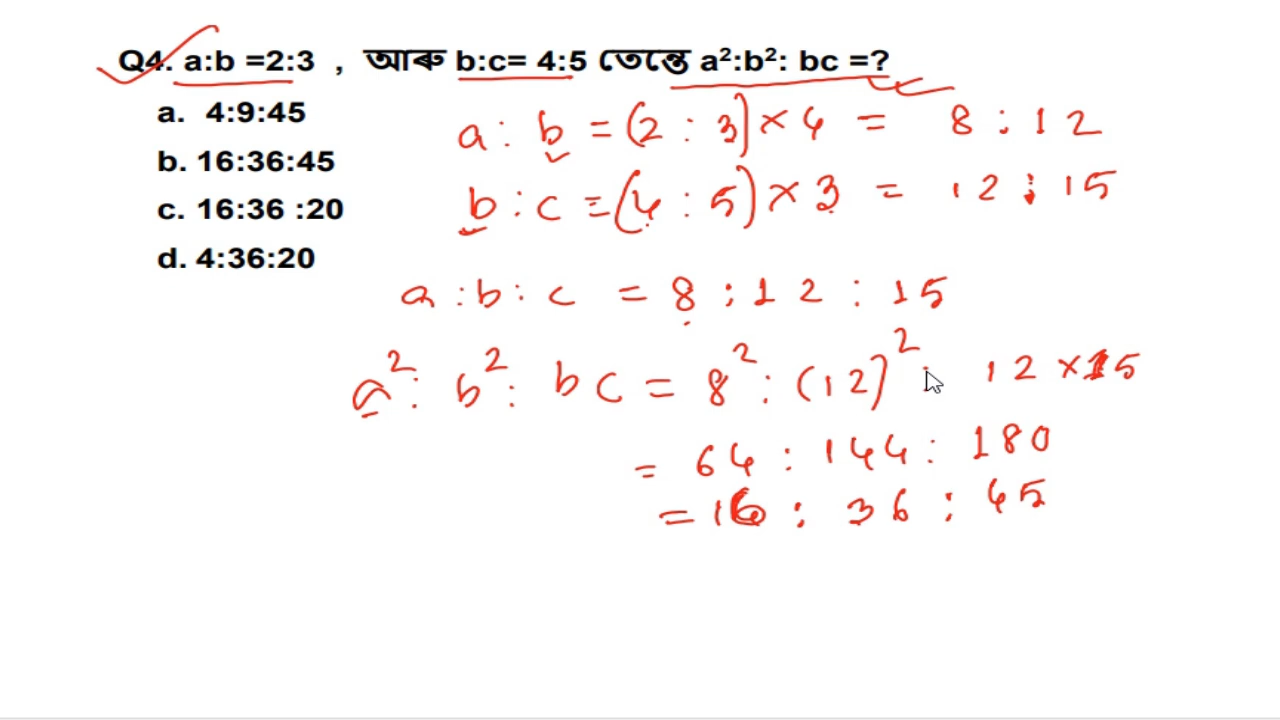 Q4. a:b =2:3 , আৰু b:c= 4:5 তেন্তে a²:b²: bc =?
a. 4:9:45
b. 16:36:45
c. 16:36 :20
d. 4:36:20
a : b = (2 : 3) × 4 = 8 : 12
b : c = (4 : 5) × 3 = 12 : 15
a : b : c = 8 : 12 : 15
a² : b² : bc = 8² : (12)² : 12 × 15
= 64 : 144 : 180
= 16 : 36 : 45